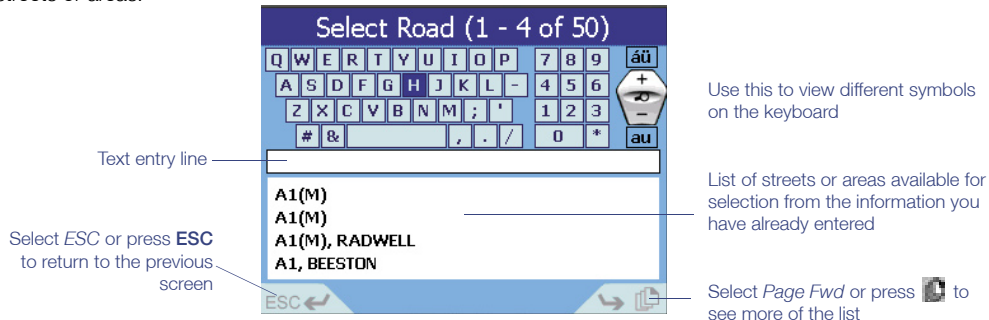 streets or areas.
Select Road (1 - 4 of 50)
Q W E R T Y U I O P 7 8 9 áü
A S D F G H J K L - 4 5 6 +
Z X C V B N M ; ' 1 2 3 -
# & , . / 0 * au
Use this to view different symbols
on the keyboard
Text entry line
A1(M)
A1(M)
A1(M), RADWELL
A1, BEESTON
List of streets or areas available for
selection from the information you
have already entered
Select ESC or press ESC
to return to the previous
screen
ESC
Select Page Fwd or press to
see more of the list